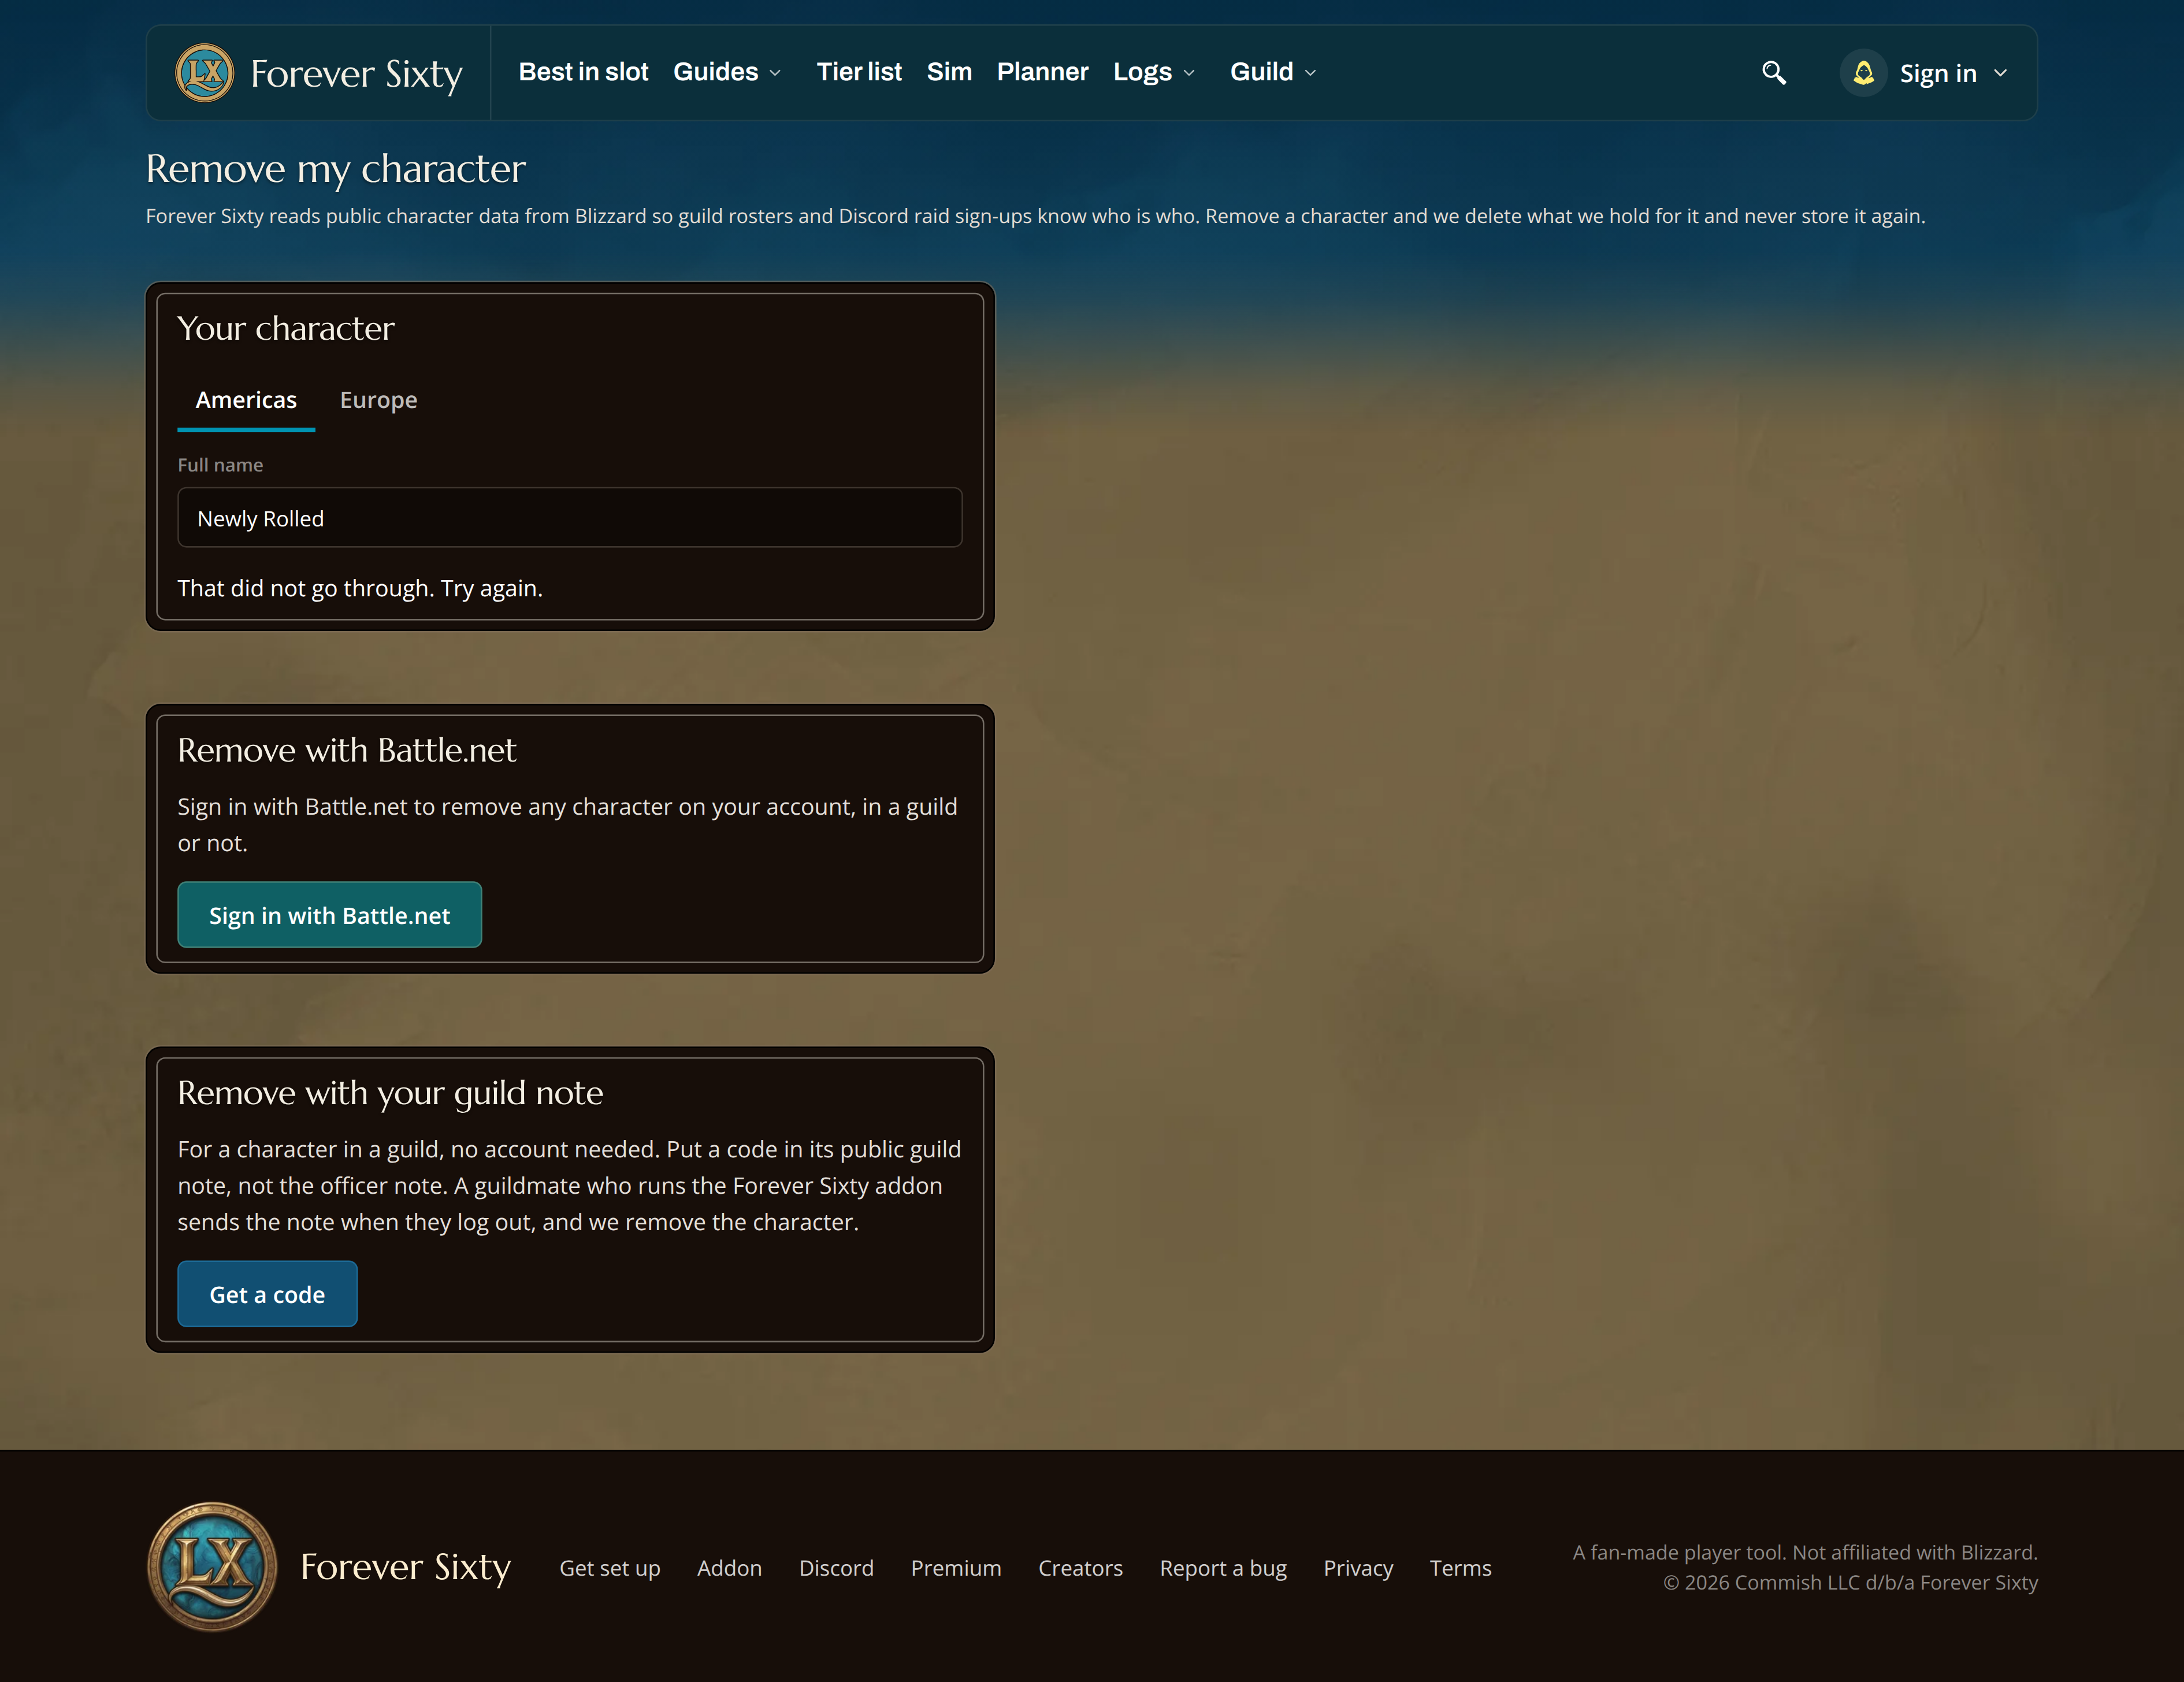 LX Forever Sixty Best in slot Guides Tier list Sim Planner Logs Guild Sign in
Remove my character
Forever Sixty reads public character data from Blizzard so guild rosters and Discord raid sign-ups know who is who. Remove a character and we delete what we hold for it and never store it again.
Your character
Americas Europe
Full name
Newly Rolled
That did not go through. Try again.
Remove with Battle.net
Sign in with Battle.net to remove any character on your account, in a guild
or not.
Sign in with Battle.net
Remove with your guild note
For a character in a guild, no account needed. Put a code in its public guild
note, not the officer note. A guildmate who runs the Forever Sixty addon
sends the note when they log out, and we remove the character.
Get a code
LX Forever Sixty Get set up Addon Discord Premium Creators Report a bug Privacy Terms
A fan-made player tool. Not affiliated with Blizzard.
© 2026 Commish LLC d/b/a Forever Sixty